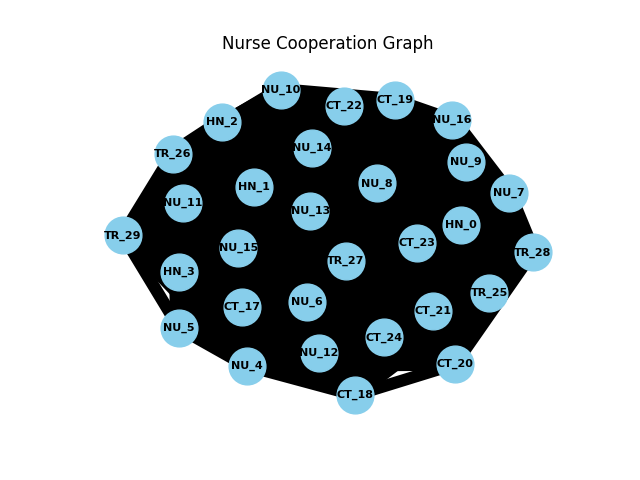 Nurse Cooperation Graph
NU_10
CT_19
CT_22
NU_16
HN_2
NU_14
TR_26
NU_9
NU_8
HN_1
NU_7
NU_11
NU_13
HN_0
TR_29
CT_23
NU_15
TR_28
TR_27
HN_3
TR_25
NU_6
CT_17
CT_21
NU_5
CT_24
NU_12
CT_20
NU_4
CT_18